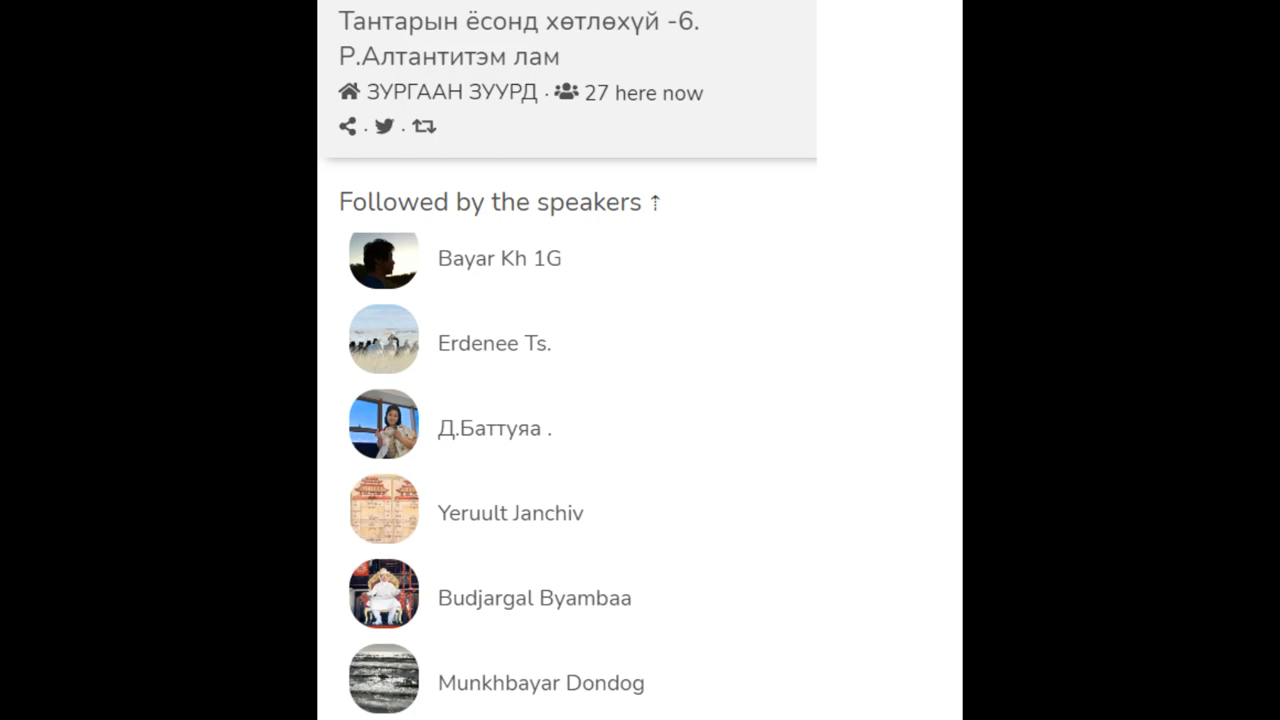 Тантарын ёсонд хөтлөхүй -6.
Р.Алтантитэм лам
ЗУРГААН ЗУУРД · 27 here now
Followed by the speakers ⇡
Bayar Kh 1G
Erdenee Ts.
Д.Баттуяа .
Yeruult Janchiv
Budjargal Byambaa
Munkhbayar Dondog